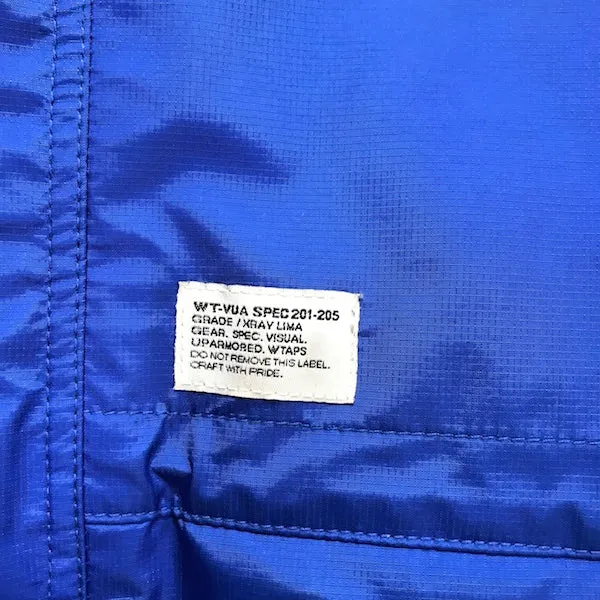 WT-VUA SPEC 201-205
GRADE / XRAY LIMA
GEAR. SPEC. VISUAL.
UPARMORED. WTAPS
DO NOT REMOVE THIS LABEL.
CRAFT WITH PRIDE.